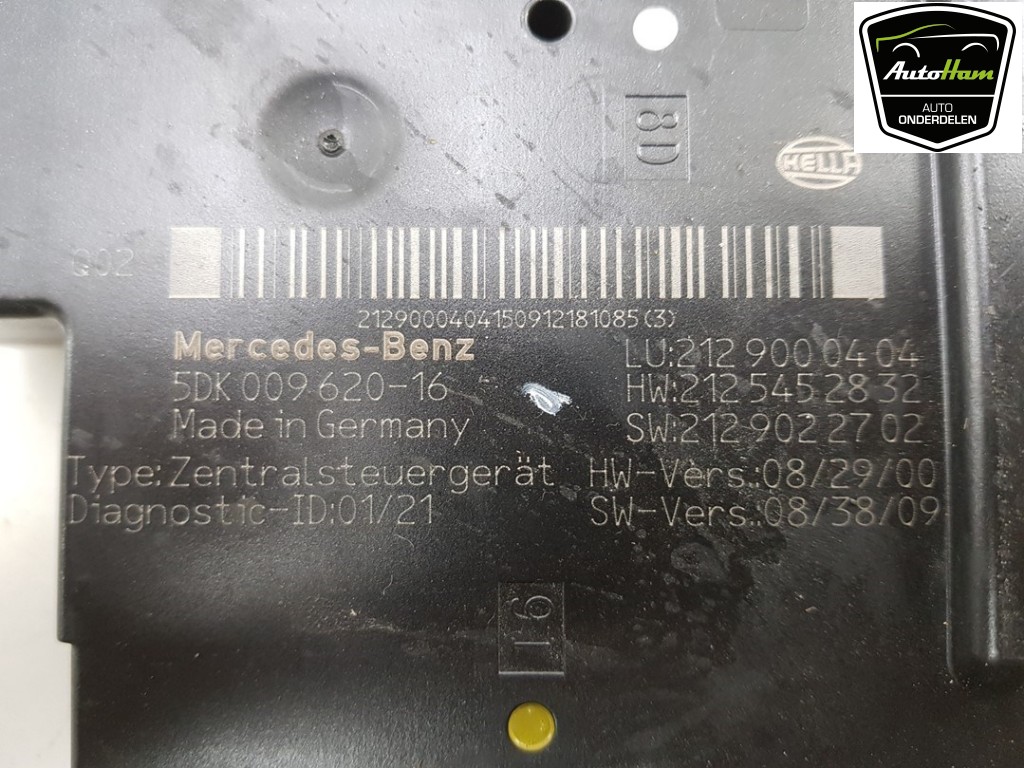 AutoHam
AUTO
ONDERDELEN
8D
HELLA
G02
2129000404150912181085(3)
Mercedes-Benz
LU:212 900 04 04
5DK 009 620-16
HW:212 545 28 32
Made in Germany
SW:212 902 27 02
Type:Zentralsteuergerät
HW-Vers.:08/29/00
Diagnostic-ID:01/21
SW-Vers.:08/38/09